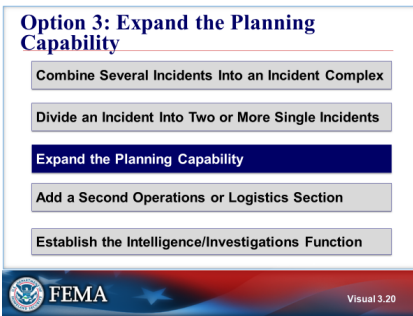 Option 3: Expand the Planning
Capability
Combine Several Incidents Into an Incident Complex
Divide an Incident Into Two or More Single Incidents
Expand the Planning Capability
Add a Second Operations or Logistics Section
Establish the Intelligence/Investigations Function
FEMA
Visual 3.20